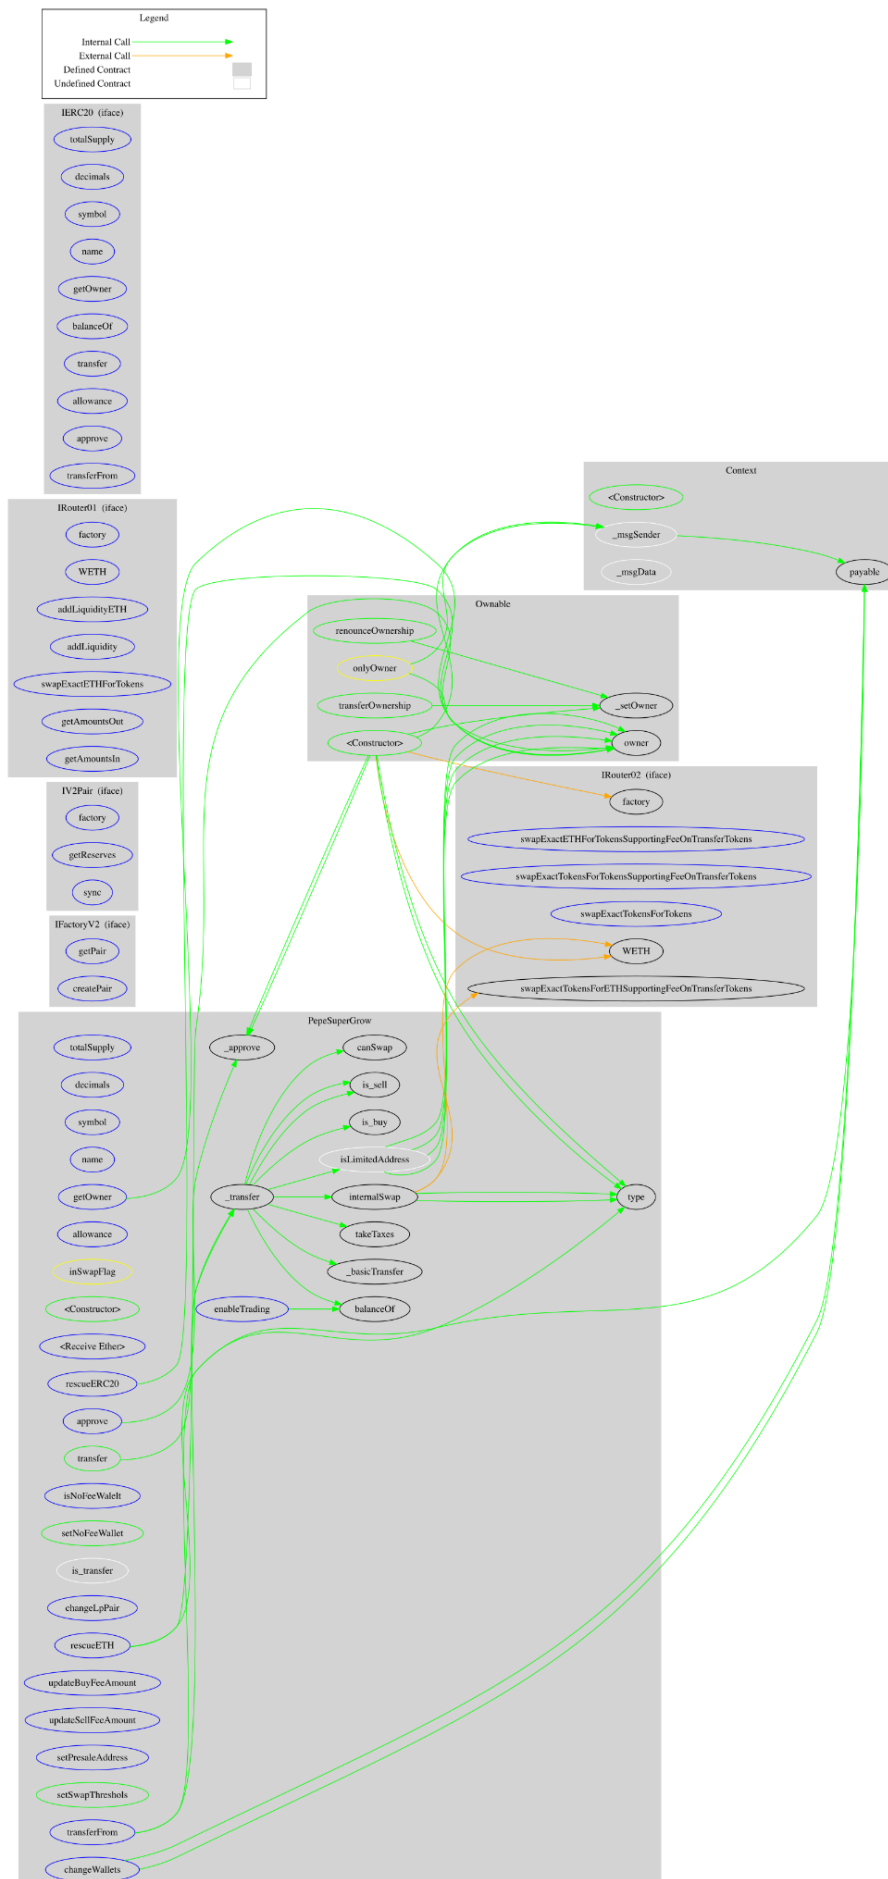 Legend
Internal Call
External Call
Defined Contract
Undefined Contract
IERC20 (iface)
totalSupply
decimals
symbol
name
getOwner
balanceOf
transfer
allowance
approve
transferFrom
IRouter01 (iface)
factory
WETH
addLiquidityETH
addLiquidity
swapExactETHForTokens
getAmountsOut
getAmountsIn
IV2Pair (iface)
factory
getReserves
sync
IFactoryV2 (iface)
getPair
createPair
Context
<Constructor>
_msgSender
_msgData
payable
Ownable
renounceOwnership
onlyOwner
transferOwnership
<Constructor>
_setOwner
owner
IRouter02 (iface)
factory
swapExactETHForTokensSupportingFeeOnTransferTokens
swapExactTokensForTokensSupportingFeeOnTransferTokens
swapExactTokensForTokens
WETH
swapExactTokensForETHSupportingFeeOnTransferTokens
PepeSuperGrow
totalSupply
decimals
symbol
name
getOwner
allowance
inSwapFlag
<Constructor>
<Receive Ether>
rescueERC20
approve
transfer
isNoFeeWalelt
setNoFeeWallet
is_transfer
changeLpPair
rescueETH
updateBuyFeeAmount
updateSellFeeAmount
setPresaleAddress
setSwapThreshols
transferFrom
changeWallets
_approve
_transfer
enableTrading
canSwap
is_sell
is_buy
isLimitedAddress
internalSwap
takeTaxes
_basicTransfer
balanceOf
type